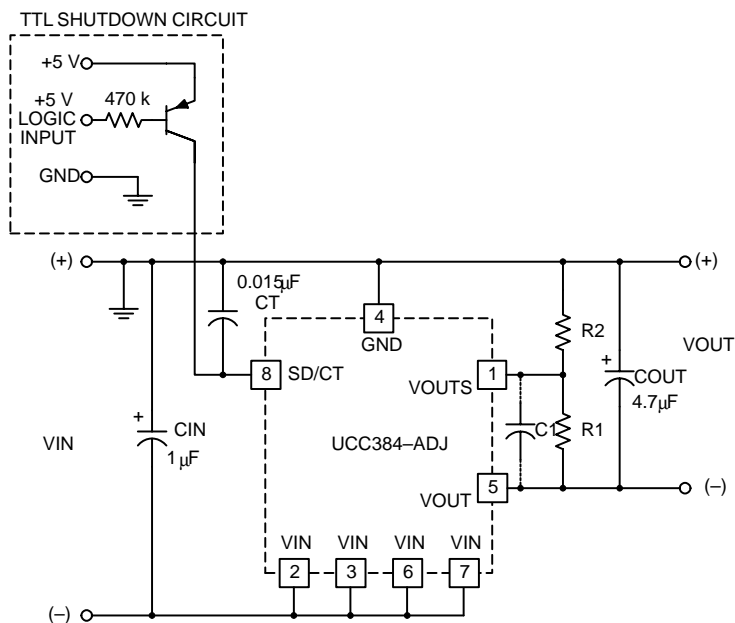 TTL SHUTDOWN CIRCUIT
+5 V
+5 V
LOGIC
INPUT
470 k
GND
(+)
(+)
0.015µF
CT
4
GND
R2
VOUT
8
SD/CT
1
VOUTS
+
COUT
4.7µF
+
CIN
1 µF
VIN
UCC384–ADJ
C1
R1
5
VOUT
(–)
VIN
VIN
VIN
VIN
2
3
6
7
(–)